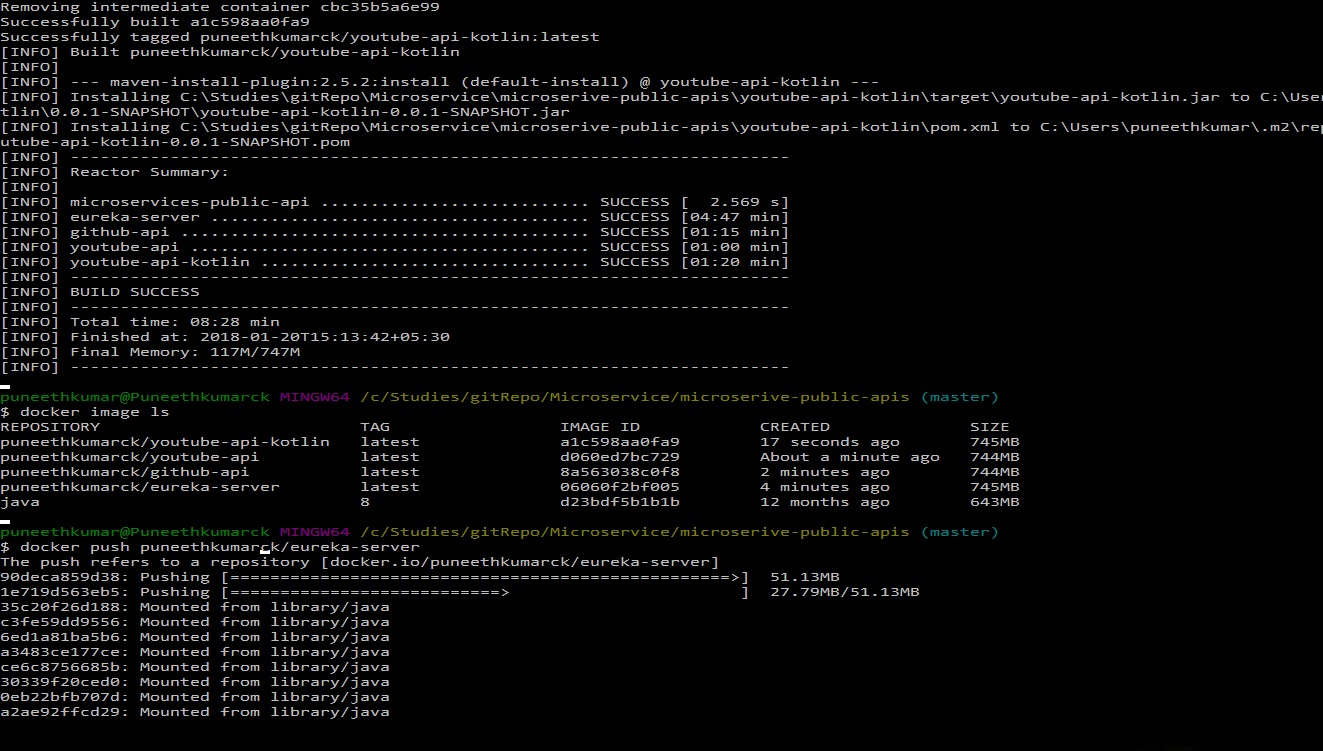 Removing intermediate container cbc35b5a6e99
Successfully built a1c598aa0fa9
Successfully tagged puneethkumarck/youtube-api-kotlin:latest
[INFO] Built puneethkumarck/youtube-api-kotlin
[INFO]
[INFO] --- maven-install-plugin:2.5.2:install (default-install) @ youtube-api-kotlin ---
[INFO] Installing C:\Studies\gitRepo\Microservice\microserive-public-apis\youtube-api-kotlin\target\youtube-api-kotlin.jar to C:\Use
tlin\0.0.1-SNAPSHOT\youtube-api-kotlin-0.0.1-SNAPSHOT.jar
[INFO] Installing C:\Studies\gitRepo\Microservice\microserive-public-apis\youtube-api-kotlin\pom.xml to C:\Users\puneethkumar\.m2\rep
utube-api-kotlin-0.0.1-SNAPSHOT.pom
[INFO] ------------------------------------------------------------------------
[INFO] Reactor Summary:
[INFO]
[INFO] microservices-public-api ........................... SUCCESS [  2.569 s]
[INFO] eureka-server ...................................... SUCCESS [04:47 min]
[INFO] github-api ......................................... SUCCESS [01:15 min]
[INFO] youtube-api ........................................ SUCCESS [01:00 min]
[INFO] youtube-api-kotlin ................................. SUCCESS [01:20 min]
[INFO] ------------------------------------------------------------------------
[INFO] BUILD SUCCESS
[INFO] ------------------------------------------------------------------------
[INFO] Total time: 08:28 min
[INFO] Finished at: 2018-01-20T15:13:42+05:30
[INFO] Final Memory: 117M/747M
[INFO] ------------------------------------------------------------------------
puneethkumar@Puneethkumarck MINGW64 /c/Studies/gitRepo/Microservice/microserive-public-apis (master)
$ docker image ls
REPOSITORY                          TAG                 IMAGE ID            CREATED              SIZE
puneethkumarck/youtube-api-kotlin   latest              a1c598aa0fa9        17 seconds ago       745MB
puneethkumarck/youtube-api          latest              d060ed7bc729        About a minute ago   744MB
puneethkumarck/github-api           latest              8a563038c0f8        2 minutes ago        744MB
puneethkumarck/eureka-server        latest              06060f2bf005        4 minutes ago        745MB
java                                8                   d23bdf5b1b1b        12 months ago        643MB
puneethkumar@Puneethkumarck MINGW64 /c/Studies/gitRepo/Microservice/microserive-public-apis (master)
$ docker push puneethkumarck/eureka-server
The push refers to a repository [docker.io/puneethkumarck/eureka-server]
90deca859d38: Pushing [==================================================>]  51.13MB
1e719d563eb5: Pushing [===========================>                       ]  27.79MB/51.13MB
35c20f26d188: Mounted from library/java
c3fe59dd9556: Mounted from library/java
6ed1a81ba5b6: Mounted from library/java
a3483ce177ce: Mounted from library/java
ce6c8756685b: Mounted from library/java
30339f20ced0: Mounted from library/java
0eb22bfb707d: Mounted from library/java
a2ae92ffcd29: Mounted from library/java